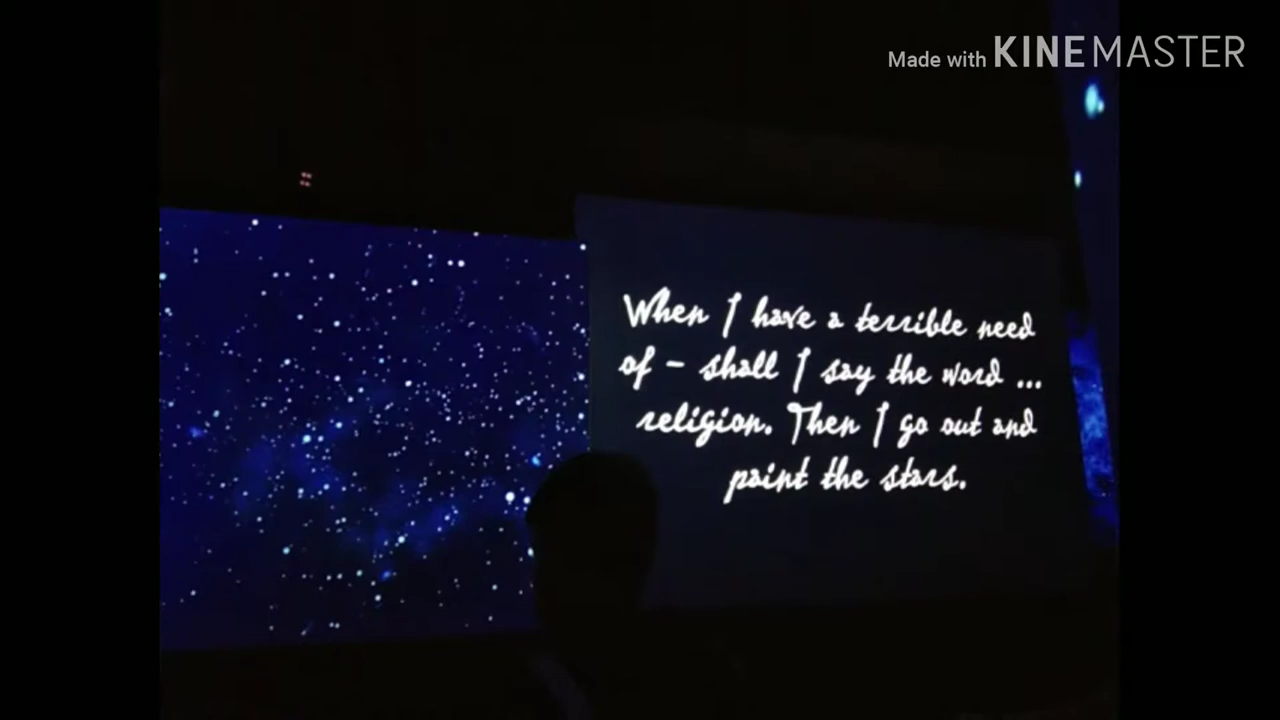 Made with KINEMASTER
When I have a terrible need
of - shall I say the word ...
religion. Then I go out and
paint the stars.